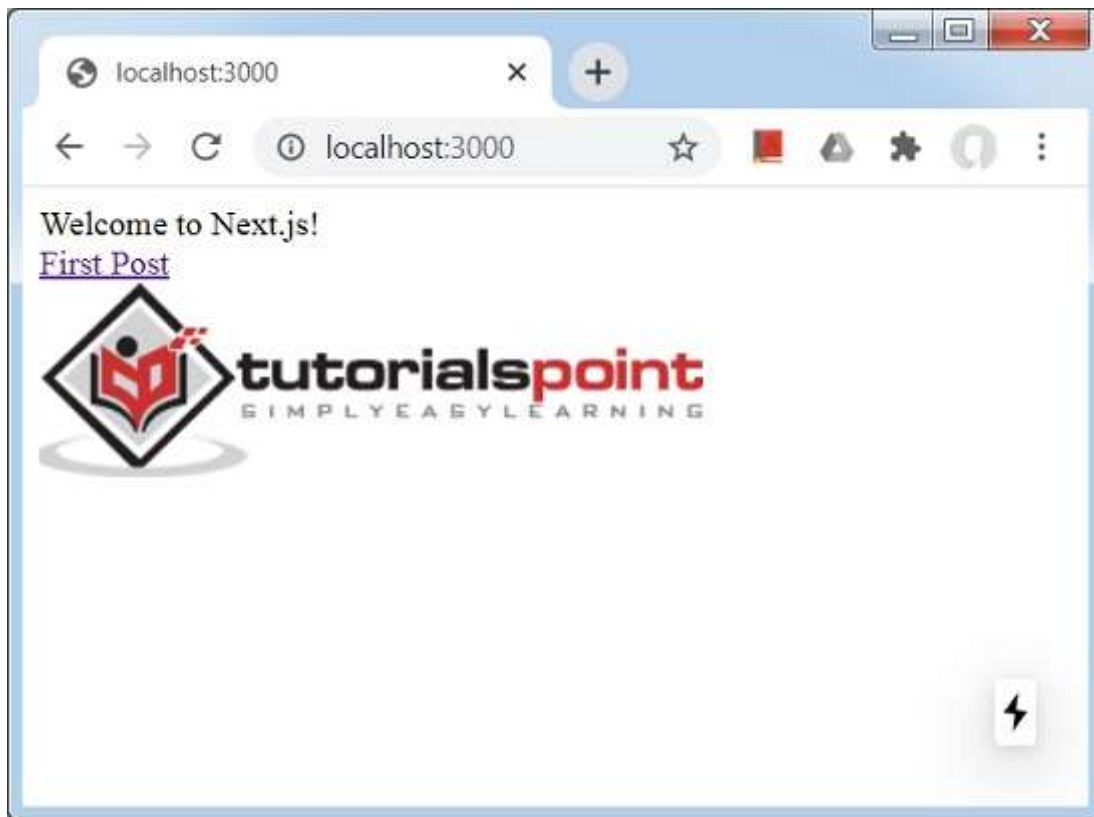 localhost:3000
localhost:3000
Welcome to Next.js!
First Post
tutorialspoint
SIMPLYEASYLEARNING